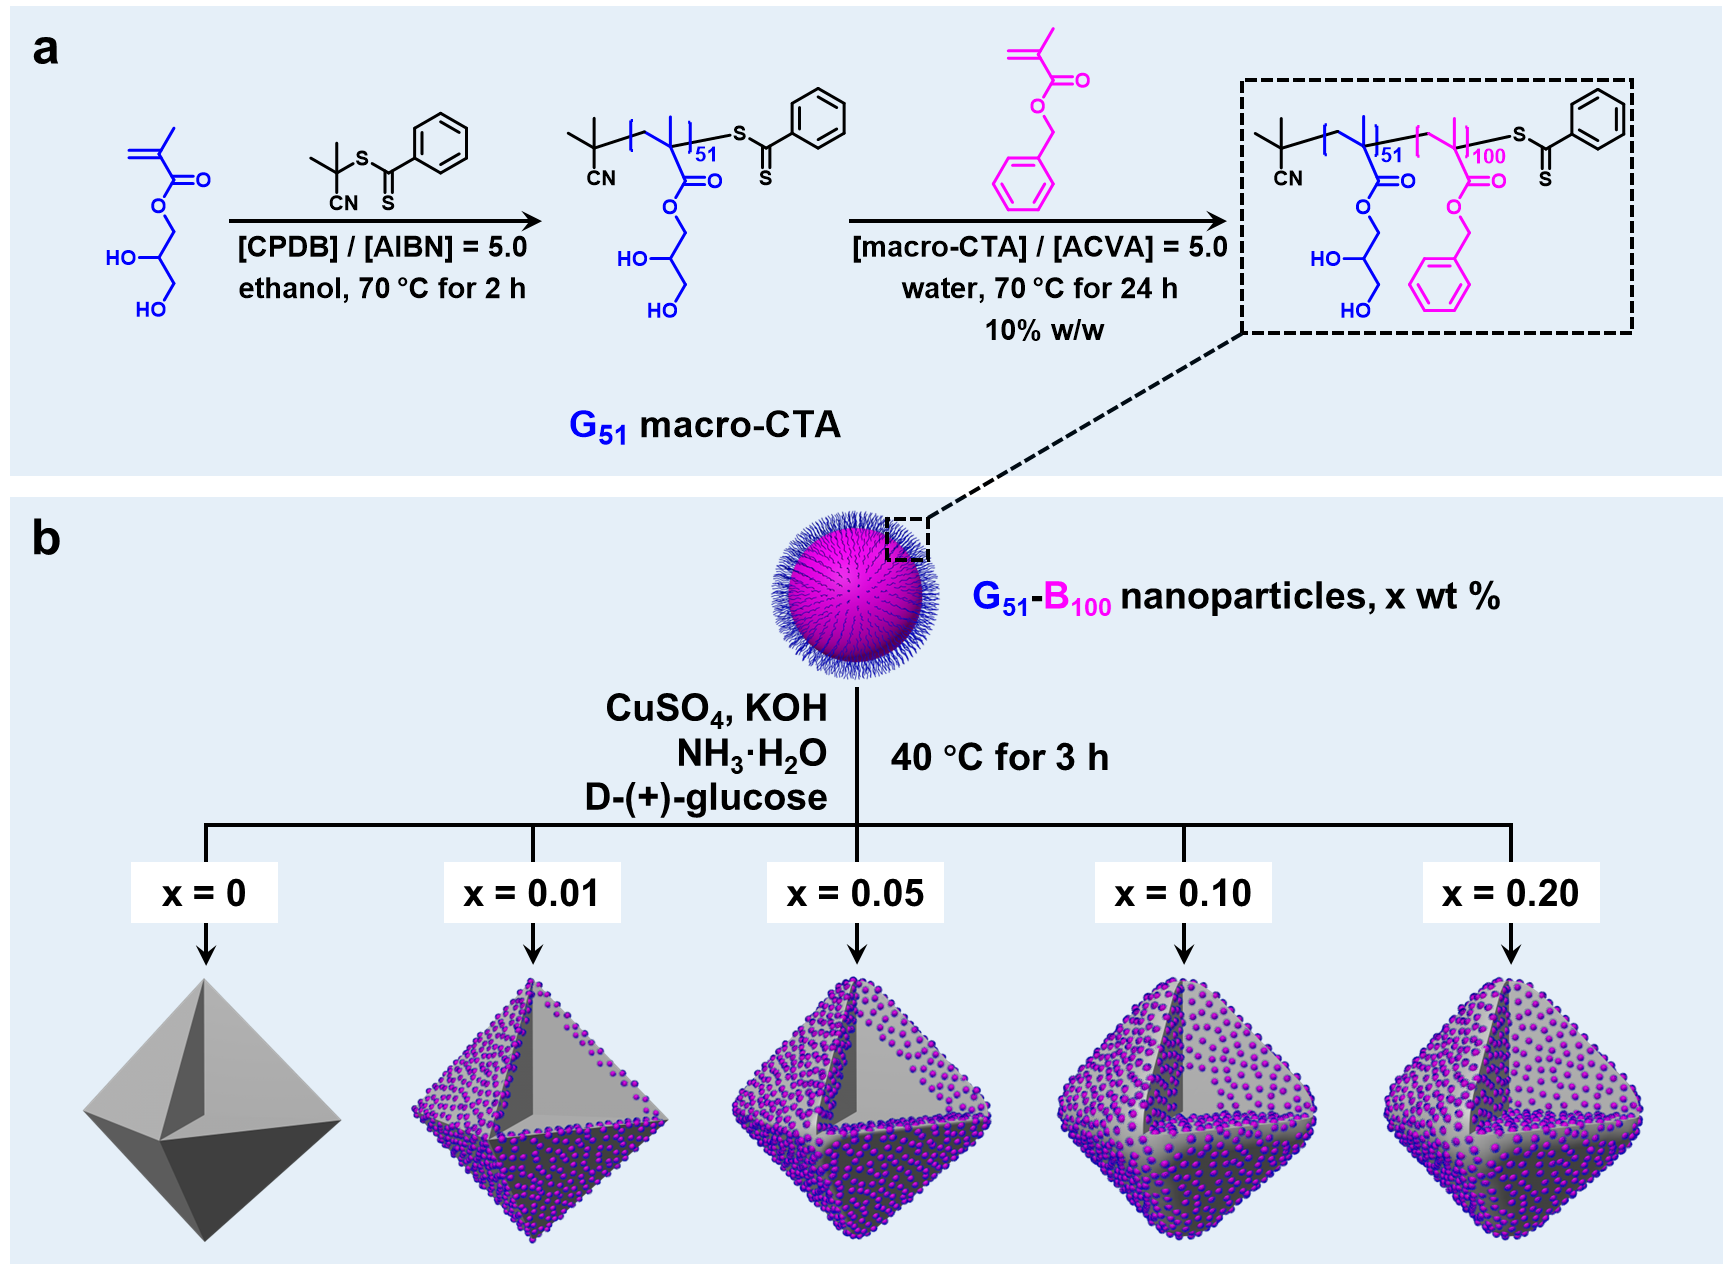 a
O
O
HO
HO
S
CN
S
[CPDB] / [AIBN] = 5.0
ethanol, 70 °C for 2 h
CN
51
S
S
O
O
HO
HO
O
O
[macro-CTA] / [ACVA] = 5.0
water, 70 °C for 24 h
10% w/w
CN
51
100
S
S
O
O
O
O
HO
HO
G51 macro-CTA
b
G51-B100 nanoparticles, x wt %
CuSO4, KOH
NH3·H2O
D-(+)-glucose
40 °C for 3 h
x = 0
x = 0.01
x = 0.05
x = 0.10
x = 0.20